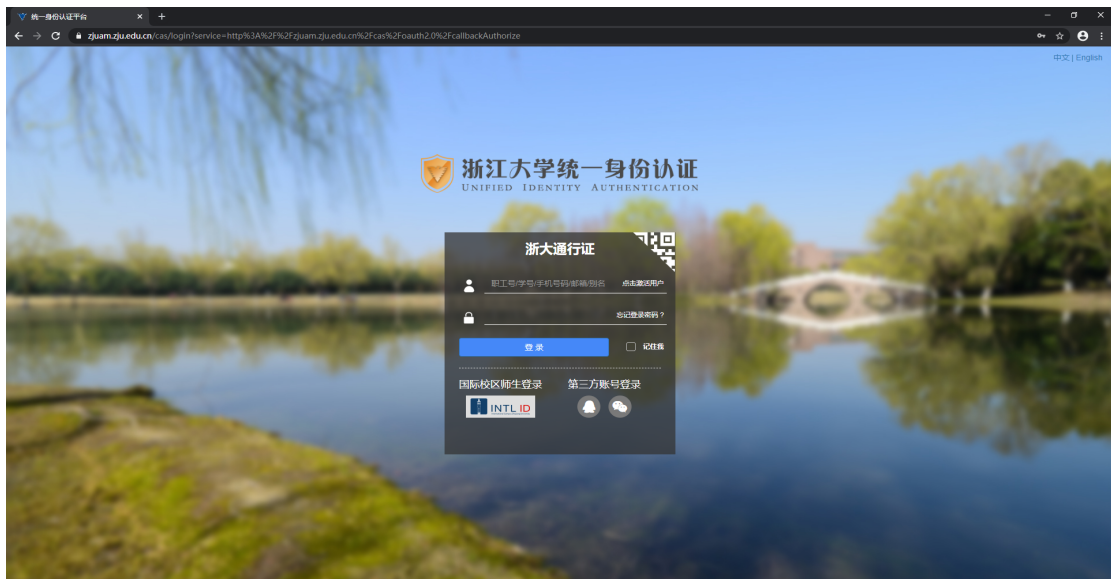 统一身份认证平台
zjuam.zju.edu.cn/cas/login?service=http%3A%2F%2Fzjuam.zju.edu.cn%2Fcas%2Foauth2.0%2FcallbackAuthorize
中文 | English
浙江大学统一身份认证
UNIFIED IDENTITY AUTHENTICATION
浙大通行证
职工号/学号/手机号码/邮箱/别名 点击激活用户
忘记登录密码？
登录 记住我
国际校区师生登录 第三方账号登录
INTL ID